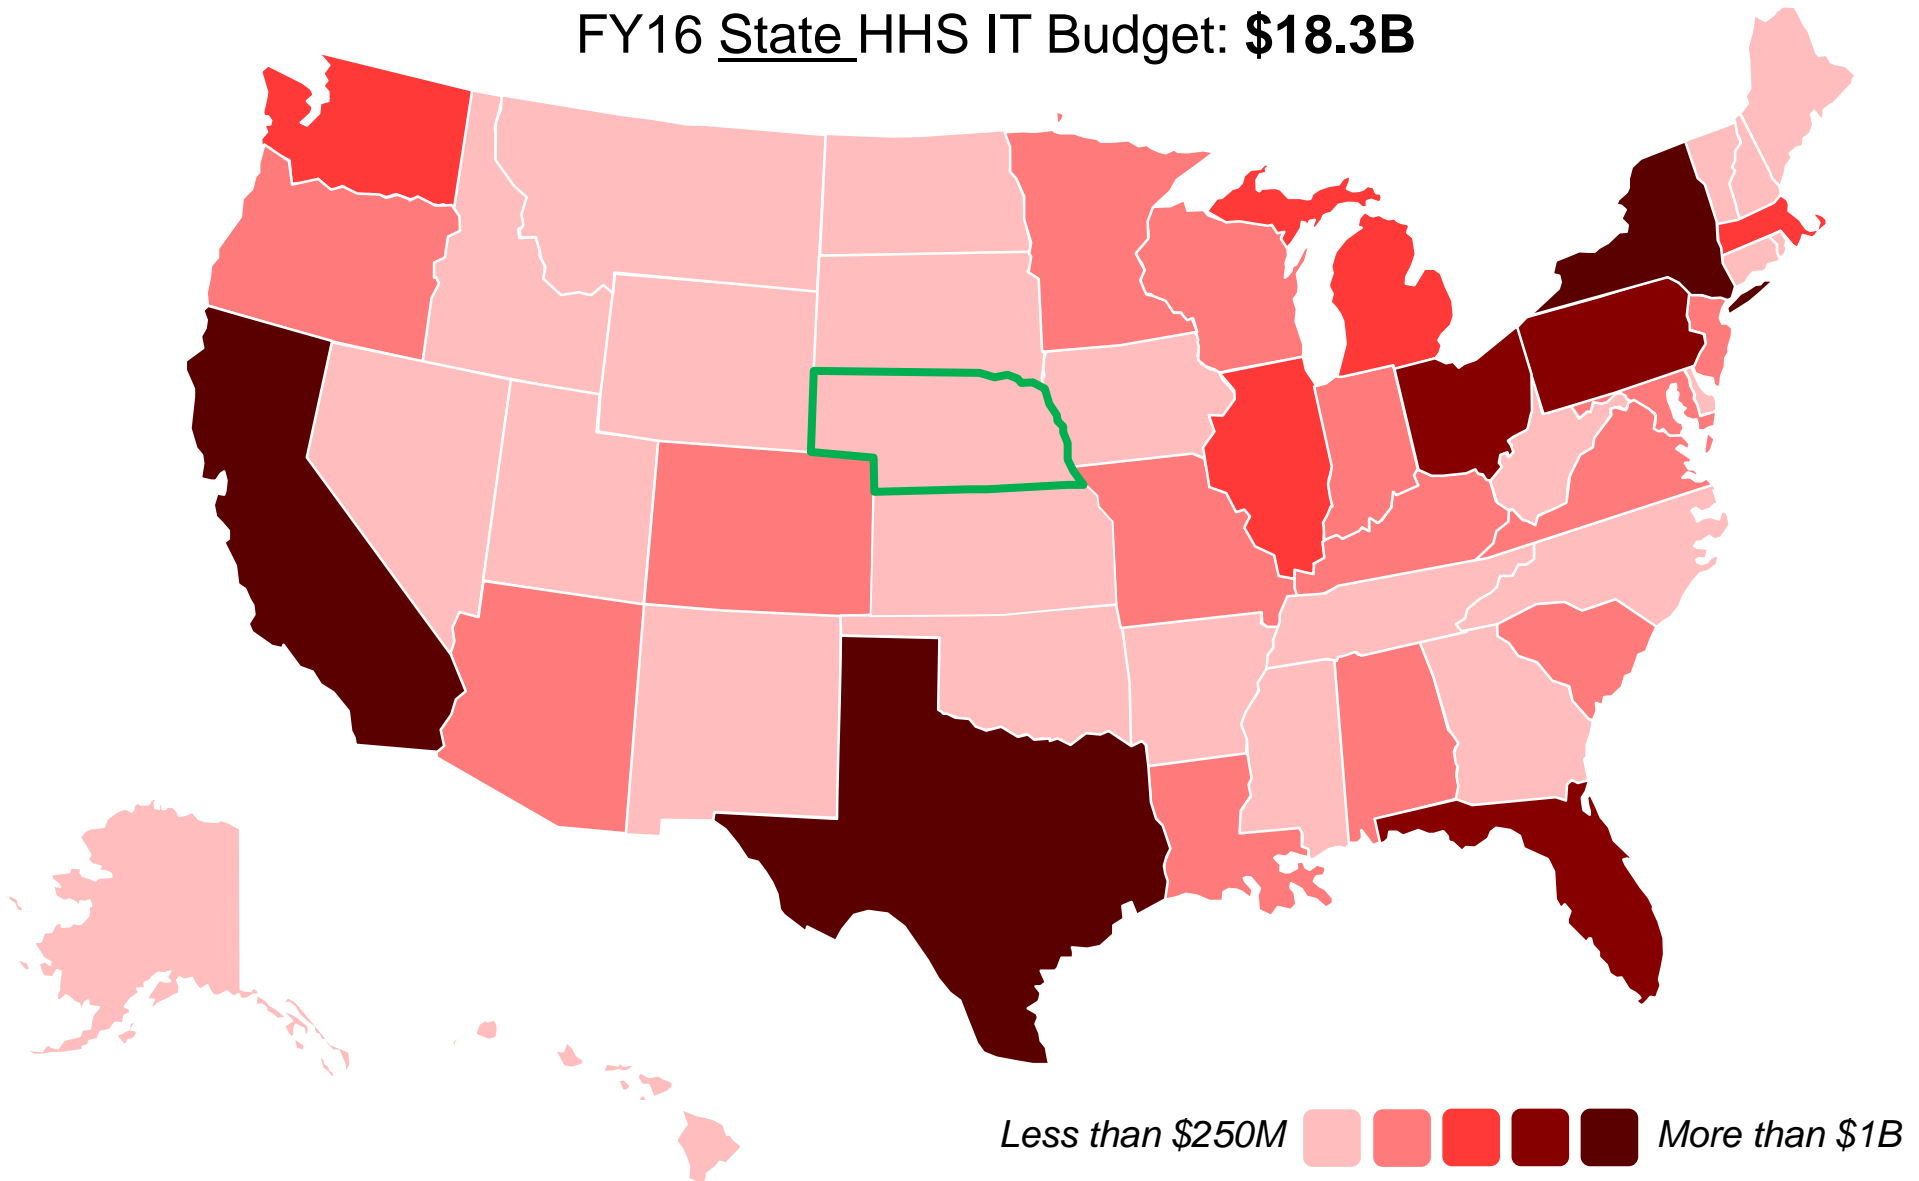 FY16 State HHS IT Budget: $18.3B
Less than $250M
More than $1B